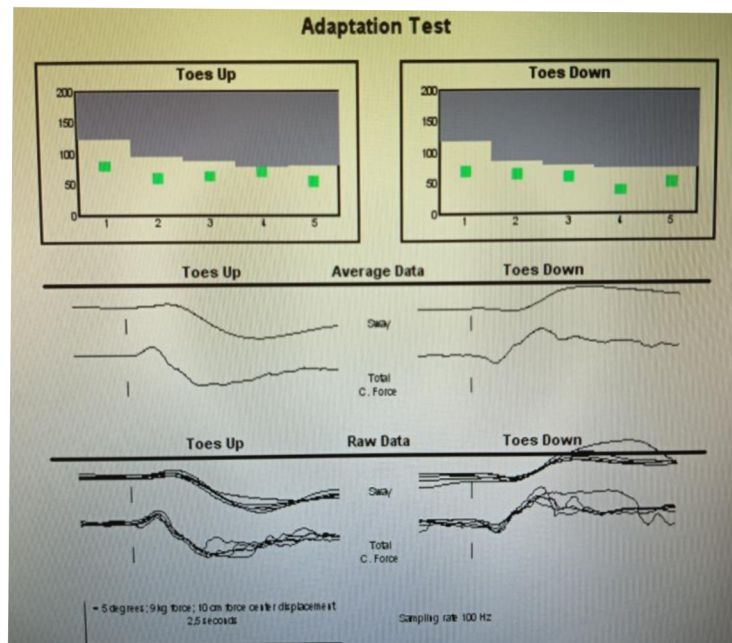 Adaptation Test
Toes Up
200
150
100
50
0
1 2 3 4 5
Toes Down
200
150
100
50
0
1 2 3 4 5
Toes Up Average Data Toes Down
Sway
Total
C. Force
Toes Up Raw Data Toes Down
Sway
Total
C. Force
= 5 degrees; 9 kg force; 10 cm force center displacement
2.5 seconds
Sampling rate 100 Hz